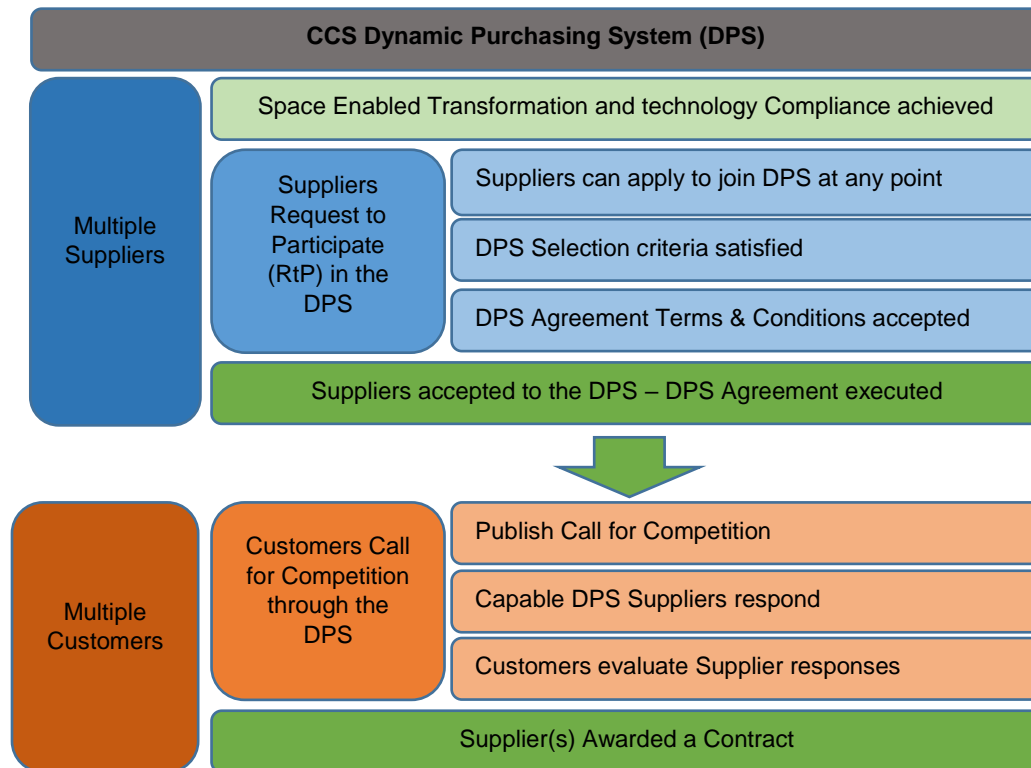 CCS Dynamic Purchasing System (DPS)
Space Enabled Transformation and technology Compliance achieved
Multiple
Suppliers
Suppliers
Request to
Participate
(RtP) in the
DPS
Suppliers can apply to join DPS at any point
DPS Selection criteria satisfied
DPS Agreement Terms & Conditions accepted
Suppliers accepted to the DPS – DPS Agreement executed
Multiple
Customers
Customers Call
for Competition
through the
DPS
Publish Call for Competition
Capable DPS Suppliers respond
Customers evaluate Supplier responses
Supplier(s) Awarded a Contract